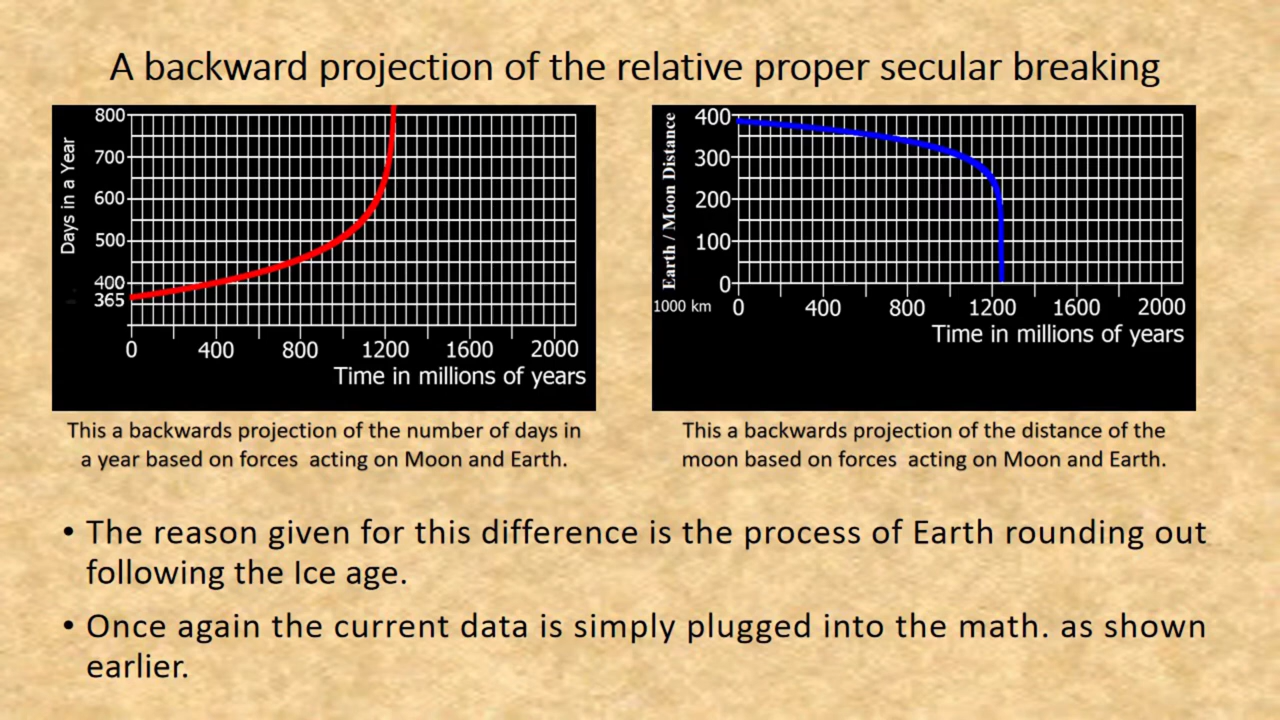 A backward projection of the relative proper secular breaking
Days in a Year
800
700
600
500
400
365
0 400 800 1200 1600 2000
Time in millions of years
Earth / Moon Distance
400
300
200
100
0
1000 km 0 400 800 1200 1600 2000
Time in millions of years
This a backwards projection of the number of days in
a year based on forces acting on Moon and Earth.
This a backwards projection of the distance of the
moon based on forces acting on Moon and Earth.
• The reason given for this difference is the process of Earth rounding out
following the Ice age.
• Once again the current data is simply plugged into the math. as shown
earlier.